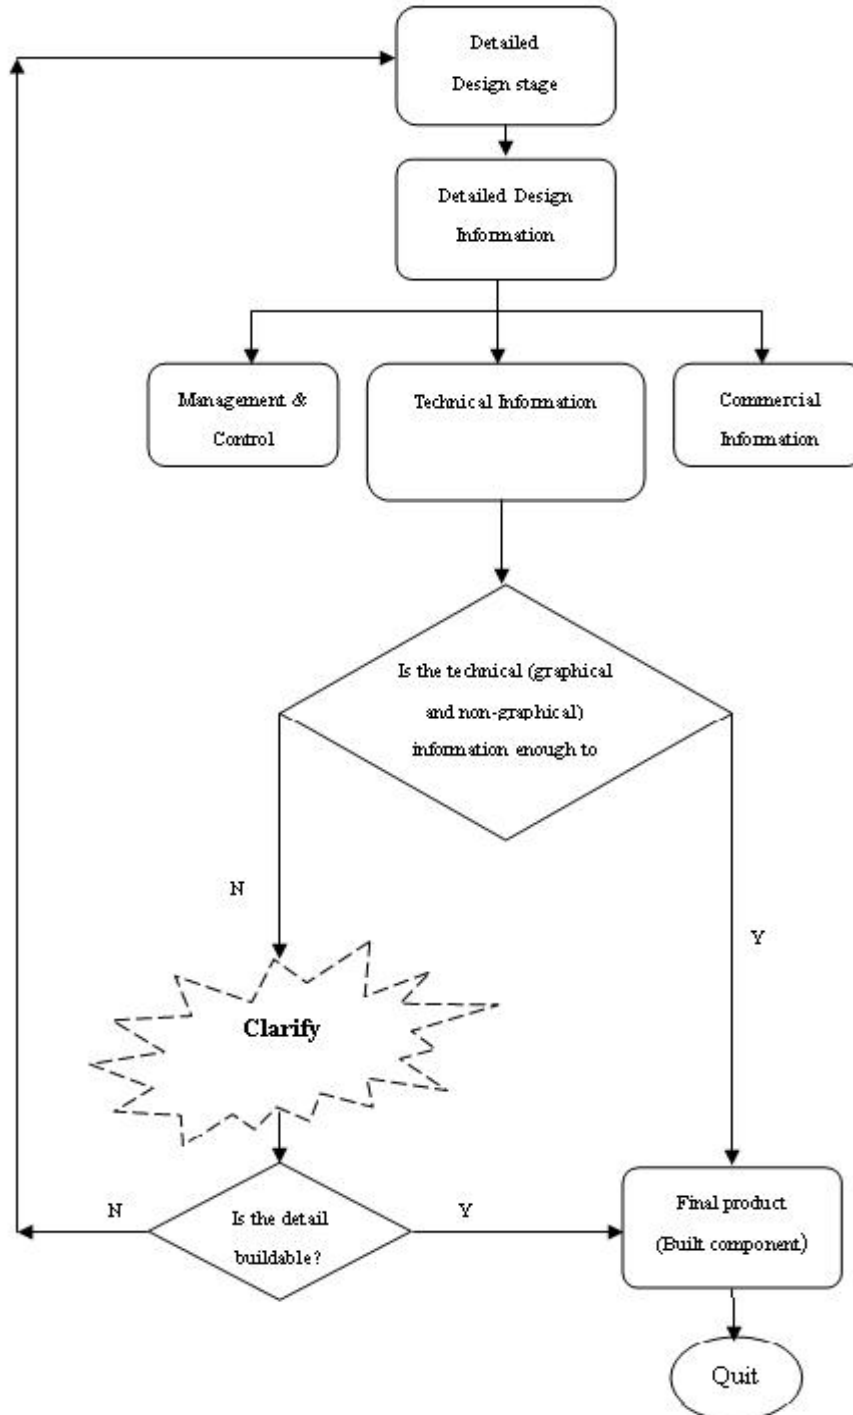 Detailed
Design stage
Detailed Design
Information
Management &
Control
Technical Information
Commercial
Information
Is the technical (graphical
and non-graphical)
information enough to
N
Y
Clarify
N
Is the detail
buildable?
Y
Final product
(Built component)
Quit